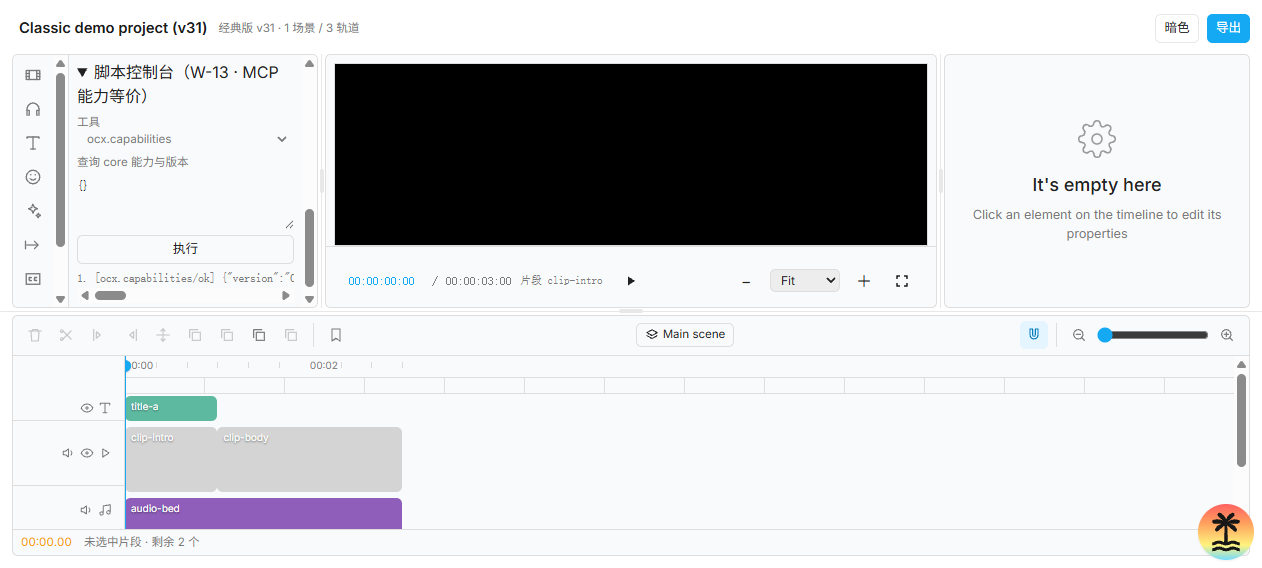 Classic demo project (v31) 经典版 v31 · 1 场景 / 3 轨道
暗色
导出
▼ 脚本控制台（W-13 · MCP
能力等价）
工具
ocx.capabilities
查询 core 能力与版本
{}
执行
1. [ocx.capabilities/ok] {"version":"0
00:00:00:00 / 00:00:03:00 片段 clip-intro
Fit
It's empty here
Click an element on the timeline to edit its
properties
Main scene
0:00
00:02
title-a
clip-intro
clip-body
audio-bed
00:00.00 未选中片段 · 剩余 2 个